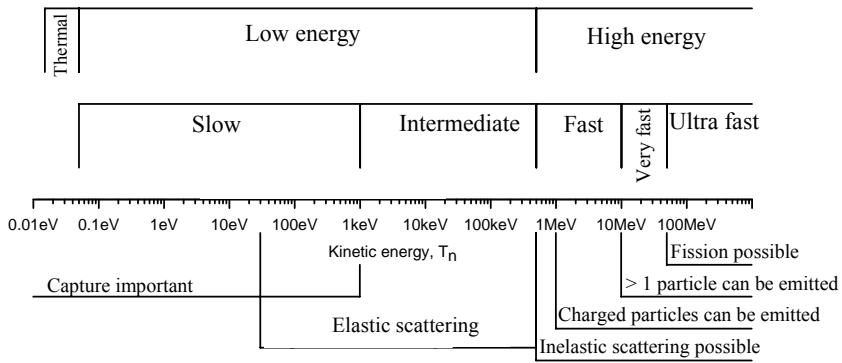 Thermal
Low energy
High energy
Slow
Intermediate
Fast
Very fast
Ultra fast
0.01eV 0.1eV 1eV 10eV 100eV 1keV 10keV 100keV 1MeV 10MeV 100MeV
Kinetic energy, Tn
Fission possible
Capture important
> 1 particle can be emitted
Charged particles can be emitted
Elastic scattering
Inelastic scattering possible